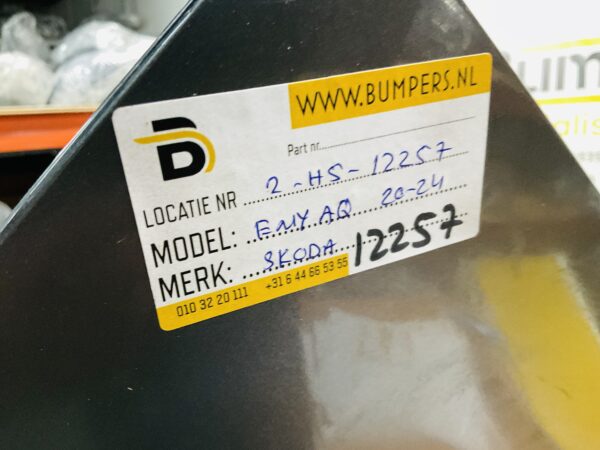 WWW.BUMPERS.NL
B
Part nr.
LOCATIE NR 2-HS-12257
MODEL: ENYAQ 20-24
MERK: SKODA 12257
010 32 20 111 +31 6 44 66 53 55